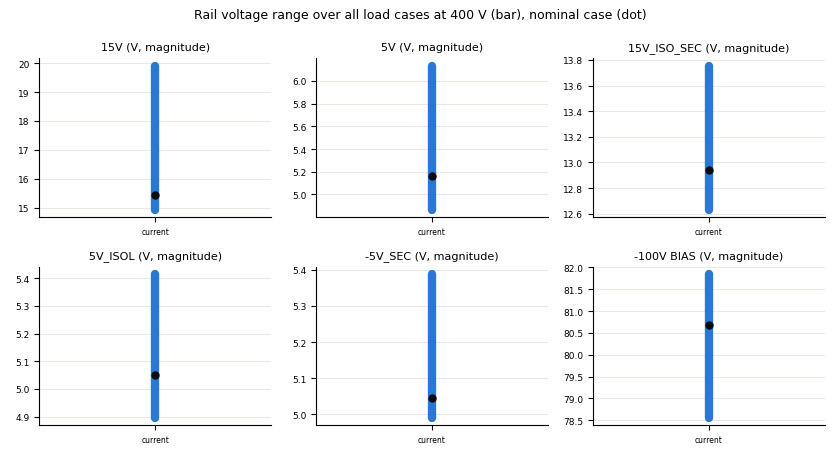 Rail voltage range over all load cases at 400 V (bar), nominal case (dot)
15V (V, magnitude)
20
19
18
17
16
15
current
5V (V, magnitude)
6.0
5.8
5.6
5.4
5.2
5.0
current
15V_ISO_SEC (V, magnitude)
13.8
13.6
13.4
13.2
13.0
12.8
12.6
current
5V_ISOL (V, magnitude)
5.4
5.3
5.2
5.1
5.0
4.9
current
-5V_SEC (V, magnitude)
5.4
5.3
5.2
5.1
5.0
current
-100V BIAS (V, magnitude)
82.0
81.5
81.0
80.5
80.0
79.5
79.0
78.5
current